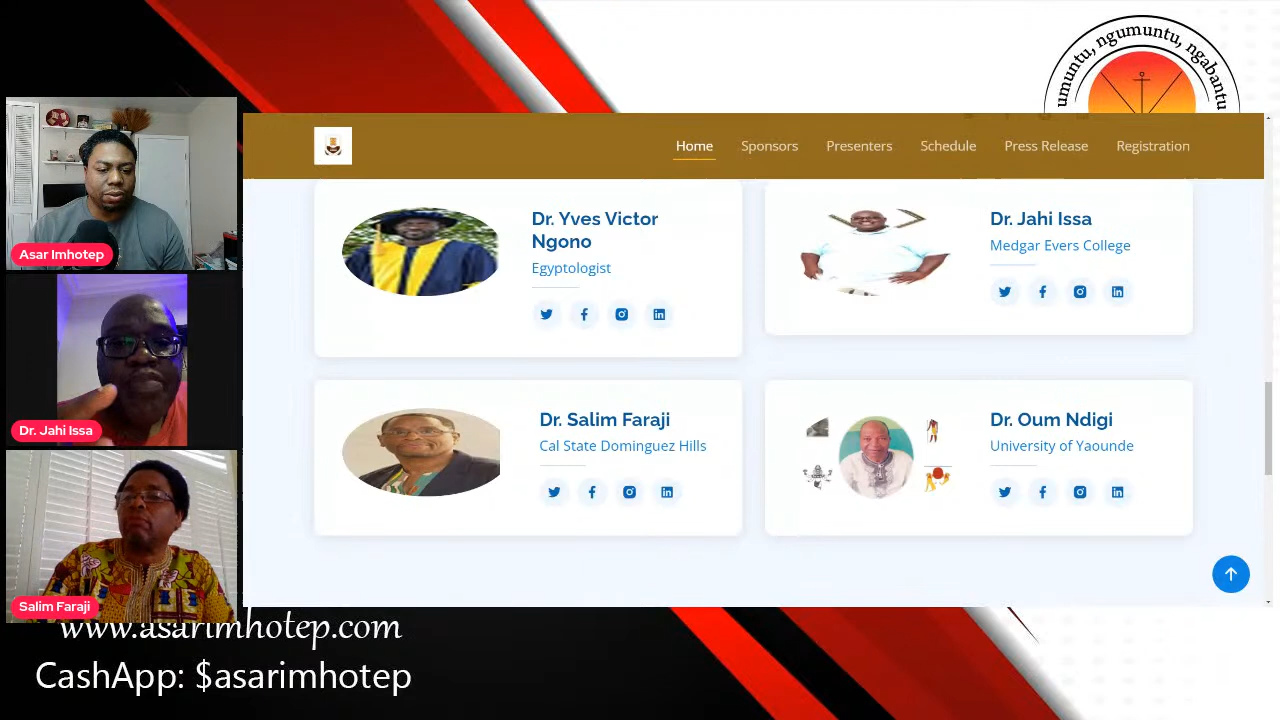 umuntu, ngumuntu, ngabantu
Home Sponsors Presenters Schedule Press Release Registration
Asar Imhotep
Dr. Yves Victor
Ngono
Egyptologist
Dr. Jahi Issa
Medgar Evers College
Dr. Jahi Issa
Dr. Salim Faraji
Cal State Dominguez Hills
Dr. Oum Ndigi
University of Yaounde
Salim Faraji
www.asarimhotep.com
CashApp: $asarimhotep